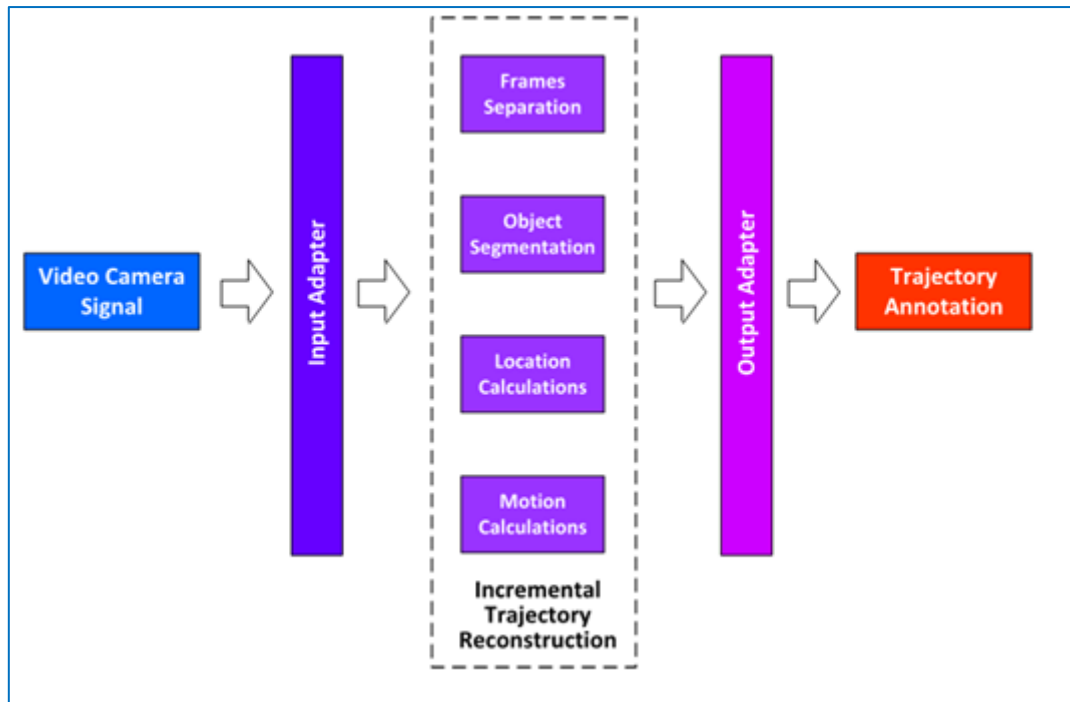 Video Camera
Signal
Input Adapter
Frames
Separation
Object
Segmentation
Location
Calculations
Motion
Calculations
Incremental
Trajectory
Reconstruction
Output Adapter
Trajectory
Annotation